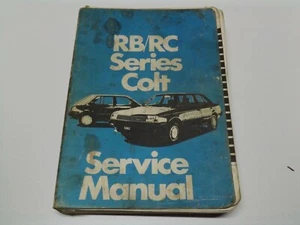 RB/RC
Series
Colt
Service
Manual